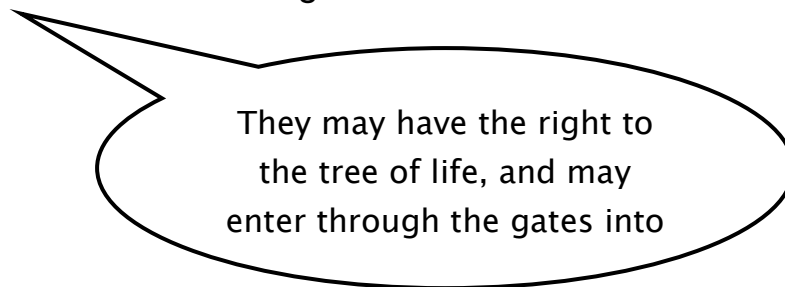 They may have the right to
the tree of life, and may
enter through the gates into